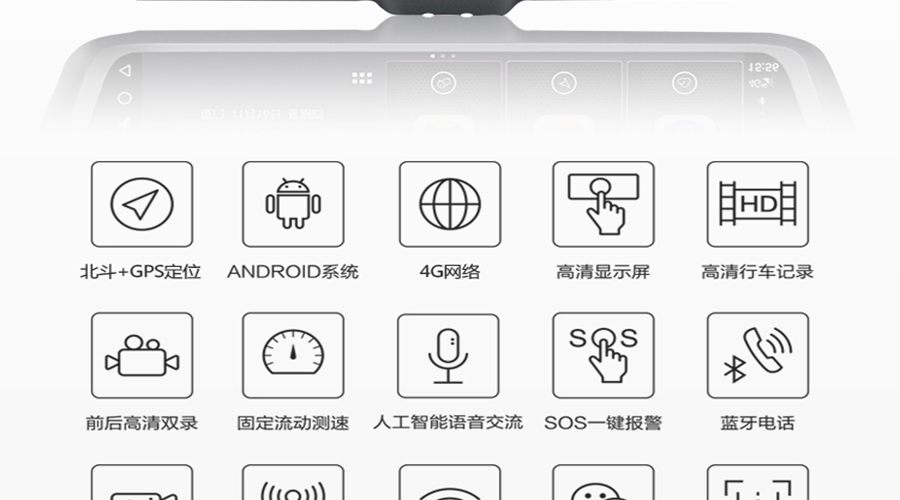 15:56
4G
北斗+GPS定位
ANDROID系统
4G网络
高清显示屏
HD
高清行车记录
前后高清双录
固定流动测速
人工智能语音交流
SOS
SOS一键报警
蓝牙电话